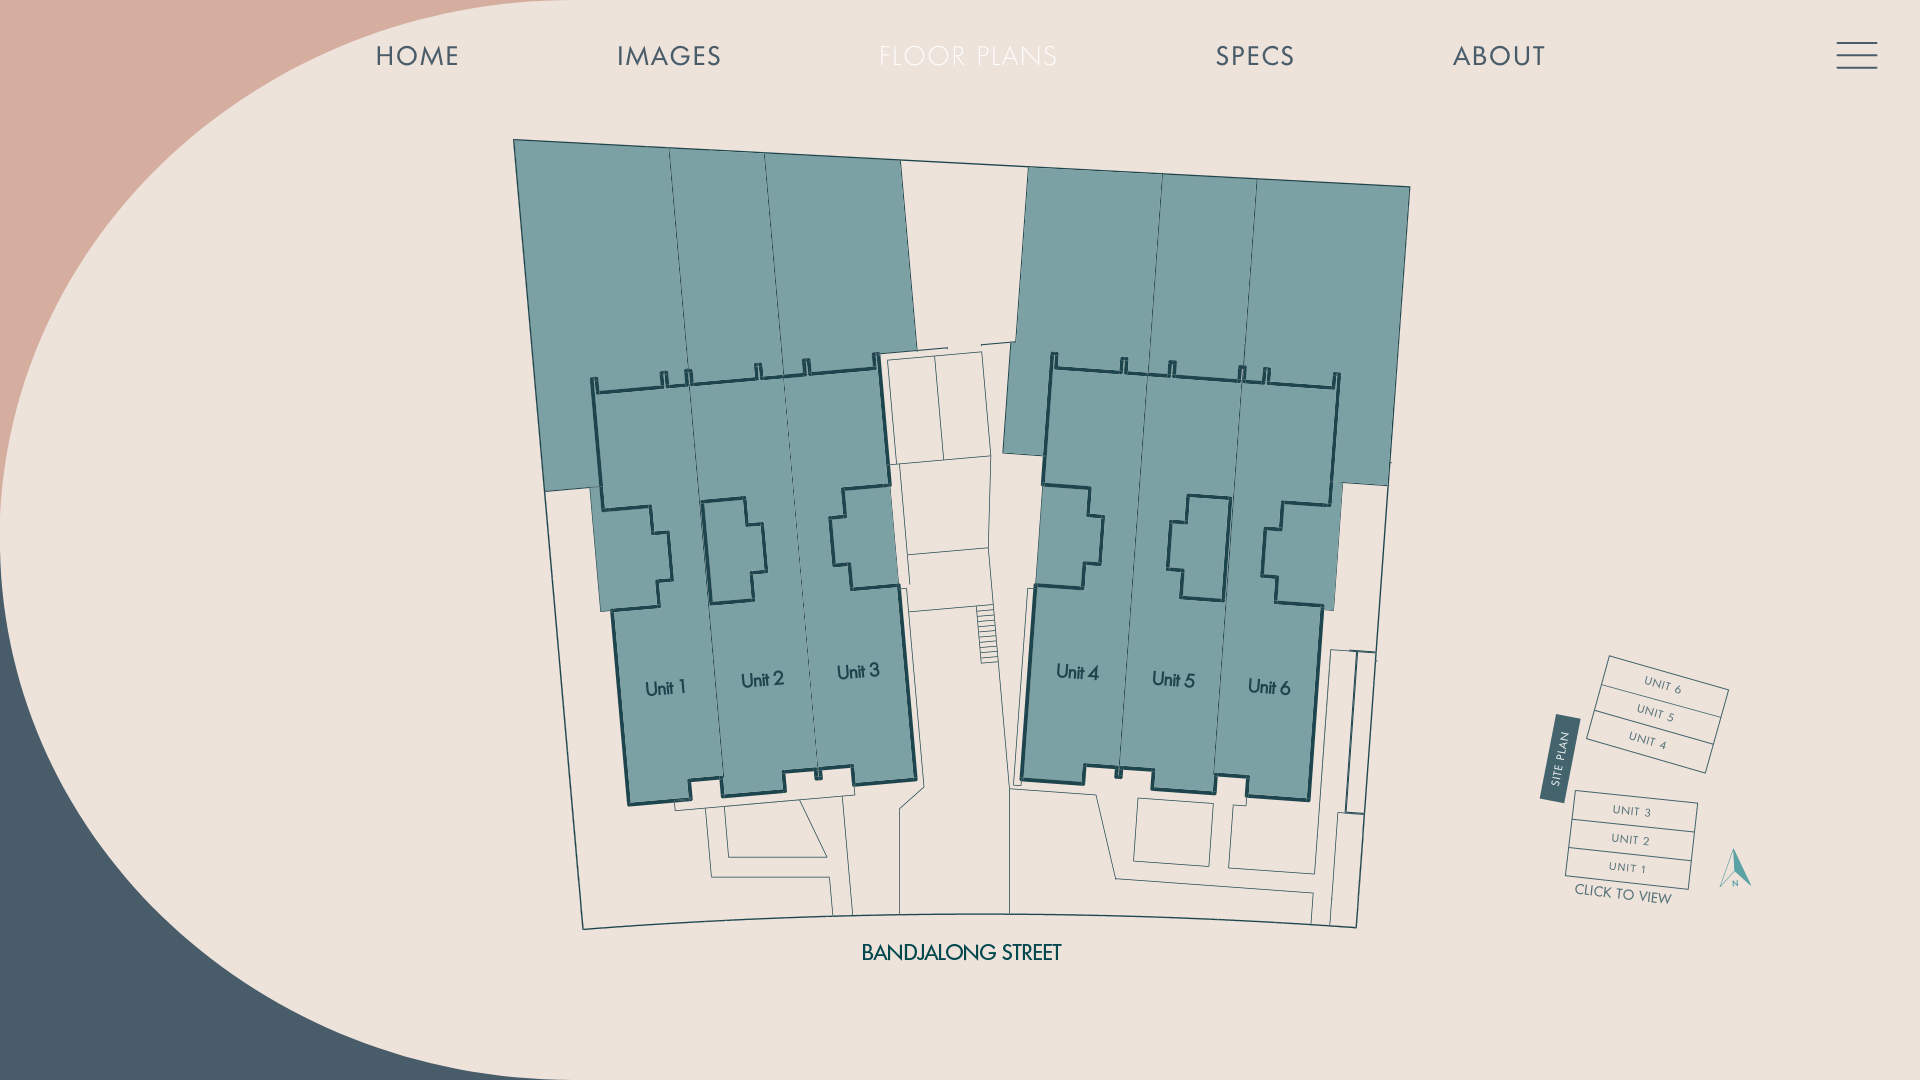 HOME IMAGES FLOOR PLANS SPECS ABOUT
Unit 1 Unit 2 Unit 3 Unit 4 Unit 5 Unit 6
BANDJALONG STREET
UNIT 6
UNIT 5
UNIT 4
SITE PLAN
UNIT 3
UNIT 2
UNIT 1
CLICK TO VIEW
N